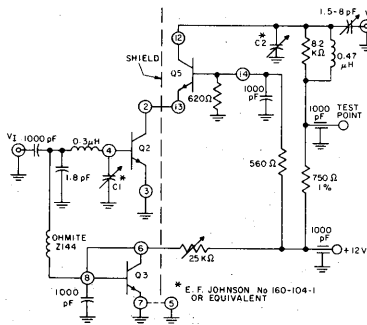 1.5-8 pF V
12
* C2
8.2 KΩ
0.47 μH
SHIELD
Q5
14
620Ω
1000 pF
1000 pF
TEST POINT
2
13
VI 1000 pF
0.3μH
4
Q2
1.8 pF
C1 *
3
560 Ω
750 Ω 1%
OHMITE Z144
6
25 KΩ
1000 pF
+12 V
8
Q3
1000 pF
7
5
* E. F. JOHNSON No 160-104-1
OR EQUIVALENT